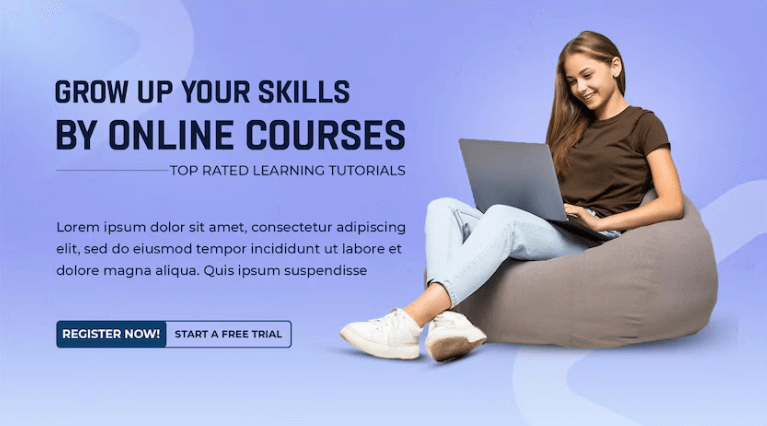 GROW UP YOUR SKILLS
BY ONLINE COURSES
TOP RATED LEARNING TUTORIALS
Lorem ipsum dolor sit amet, consectetur adipiscing
elit, sed do eiusmod tempor incididunt ut labore et
dolore magna aliqua. Quis ipsum suspendisse
REGISTER NOW! START A FREE TRIAL